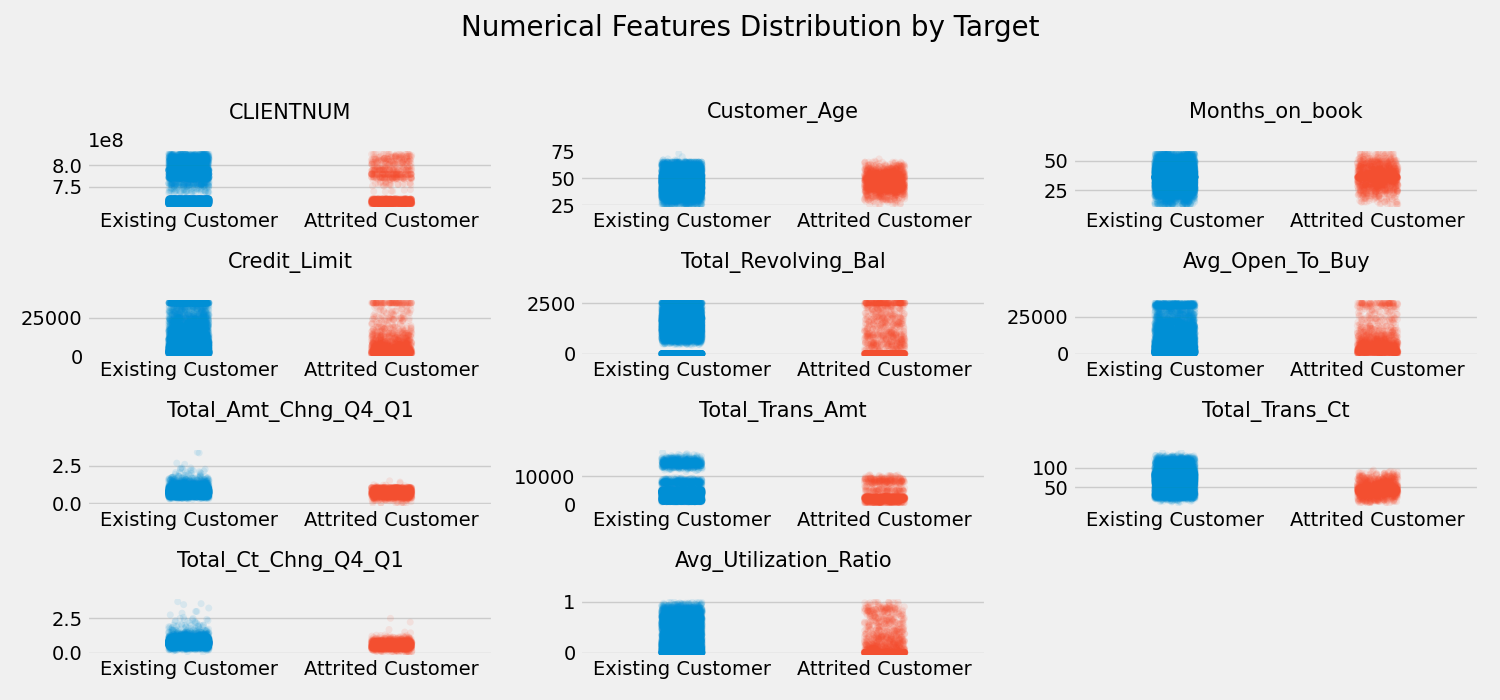 Numerical Features Distribution by Target
CLIENTNUM
1e8
8.0
7.5
Existing Customer
Attrited Customer
Customer_Age
75
50
25
Existing Customer
Attrited Customer
Months_on_book
50
25
Existing Customer
Attrited Customer
Credit_Limit
25000
0
Existing Customer
Attrited Customer
Total_Revolving_Bal
2500
0
Existing Customer
Attrited Customer
Avg_Open_To_Buy
25000
0
Existing Customer
Attrited Customer
Total_Amt_Chng_Q4_Q1
2.5
0.0
Existing Customer
Attrited Customer
Total_Trans_Amt
10000
0
Existing Customer
Attrited Customer
Total_Trans_Ct
100
50
Existing Customer
Attrited Customer
Total_Ct_Chng_Q4_Q1
2.5
0.0
Existing Customer
Attrited Customer
Avg_Utilization_Ratio
1
0
Existing Customer
Attrited Customer